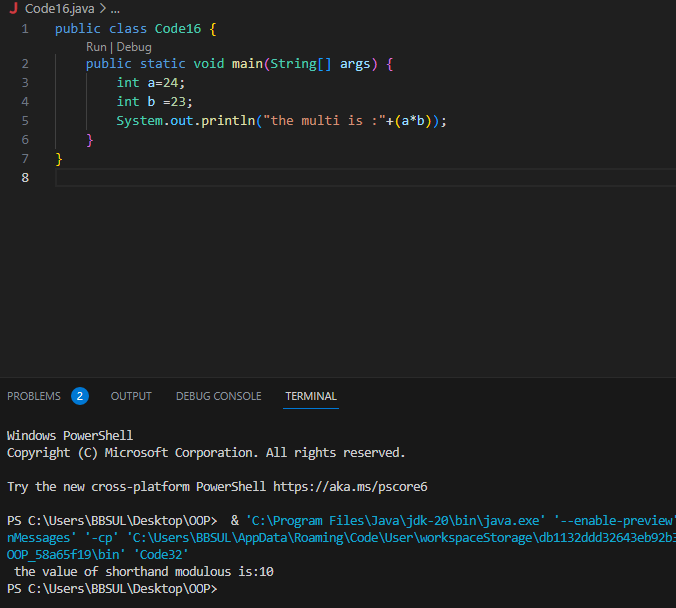 J Code16.java > ...
1 public class Code16 {
Run | Debug
2 public static void main(String[] args) {
3 int a=24;
4 int b =23;
5 System.out.println("the multi is :"+(a*b));
6 }
7 }
8
PROBLEMS 2 OUTPUT DEBUG CONSOLE TERMINAL
Windows PowerShell
Copyright (C) Microsoft Corporation. All rights reserved.
Try the new cross-platform PowerShell https://aka.ms/pscore6
PS C:\Users\BBSUL\Desktop\OOP>  & 'C:\Program Files\Java\jdk-20\bin\java.exe' '--enable-preview'
nMessages' '-cp' 'C:\Users\BBSUL\AppData\Roaming\Code\User\workspaceStorage\db1132ddd32643eb92b3
OOP_58a65f19\bin' 'Code32'
the value of shorthand modulous is:10
PS C:\Users\BBSUL\Desktop\OOP>